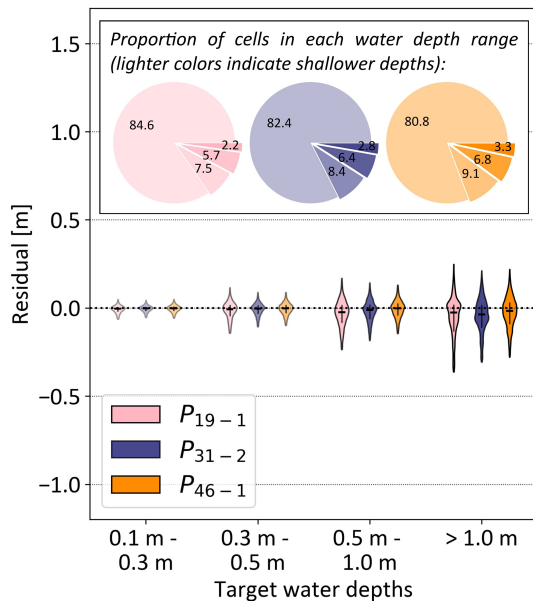 Proportion of cells in each water depth range
(lighter colors indicate shallower depths):
84.6
2.2
5.7
7.5
82.4
2.8
6.4
8.4
80.8
3.3
6.8
9.1
1.5
1.0
0.5
0.0
−0.5
−1.0
Residual [m]
P19−1
P31−2
P46−1
0.1 m -
0.3 m
0.3 m -
0.5 m
0.5 m -
1.0 m
> 1.0 m
Target water depths